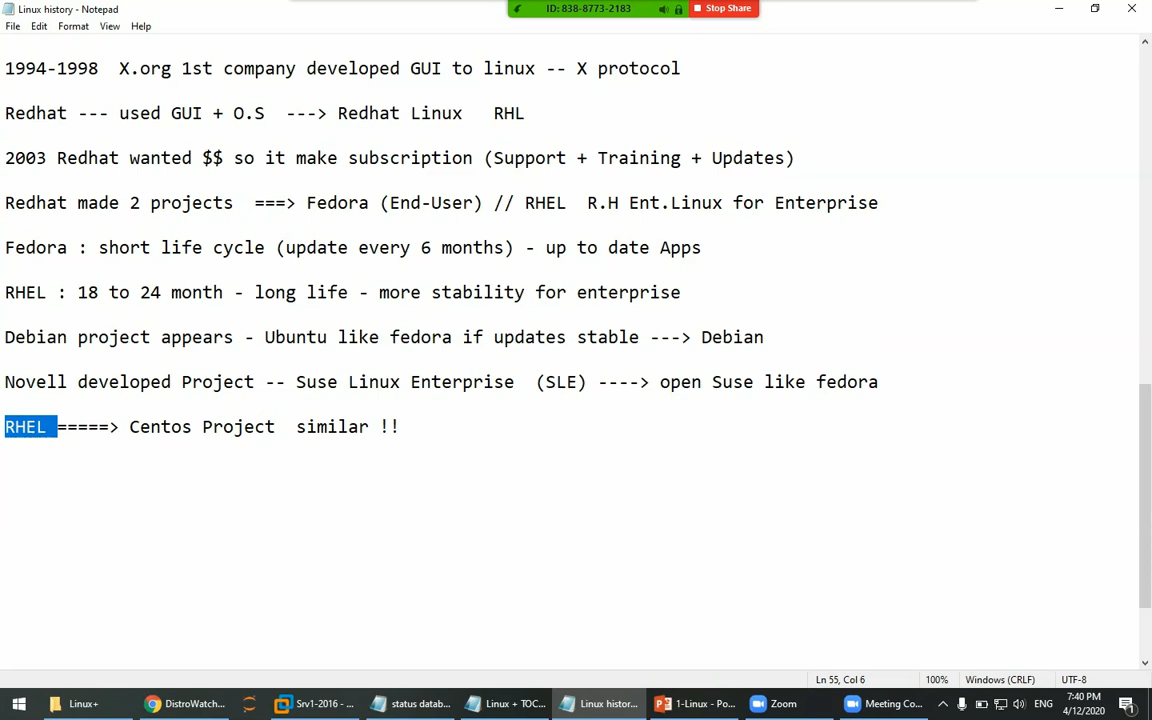 Linux history - Notepad
ID: 838-8773-2183
Stop Share
File Edit Format View Help
1994-1998 X.org 1st company developed GUI to linux -- X protocol
Redhat --- used GUI + O.S ---> Redhat Linux RHL
2003 Redhat wanted $$ so it make subscription (Support + Training + Updates)
Redhat made 2 projects ===> Fedora (End-User) // RHEL R.H Ent.Linux for Enterprise
Fedora : short life cycle (update every 6 months) - up to date Apps
RHEL : 18 to 24 month - long life - more stability for enterprise
Debian project appears - Ubuntu like fedora if updates stable ---> Debian
Novell developed Project -- Suse Linux Enterprise (SLE) ----> open Suse like fedora
RHEL =====> Centos Project similar !!
Ln 55, Col 6 100% Windows (CRLF) UTF-8
Linux+ DistroWatch... Srv1-2016 - ... status datab... Linux + TOC... Linux histor... 1-Linux - Po... Zoom Meeting Co... ENG 7:40 PM
4/12/2020 1